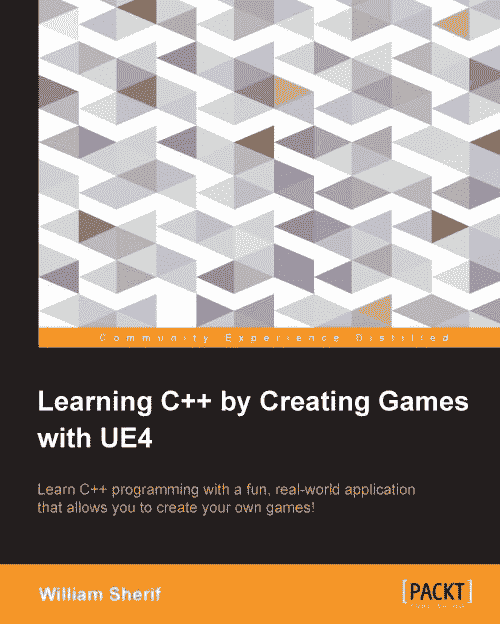 Community Experience Distilled
Learning C++ by Creating Games
with UE4
Learn C++ programming with a fun, real-world application
that allows you to create your own games!
William Sherif
[PACKT]
PUBLISHING